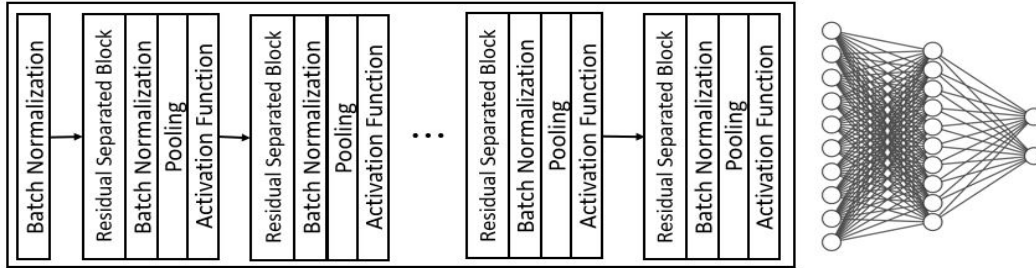 Batch Normalization
Residual Separated Block
Batch Normalization
Pooling
Activation Function
Residual Separated Block
Batch Normalization
Pooling
Activation Function
...
Residual Separated Block
Batch Normalization
Pooling
Activation Function
Residual Separated Block
Batch Normalization
Pooling
Activation Function